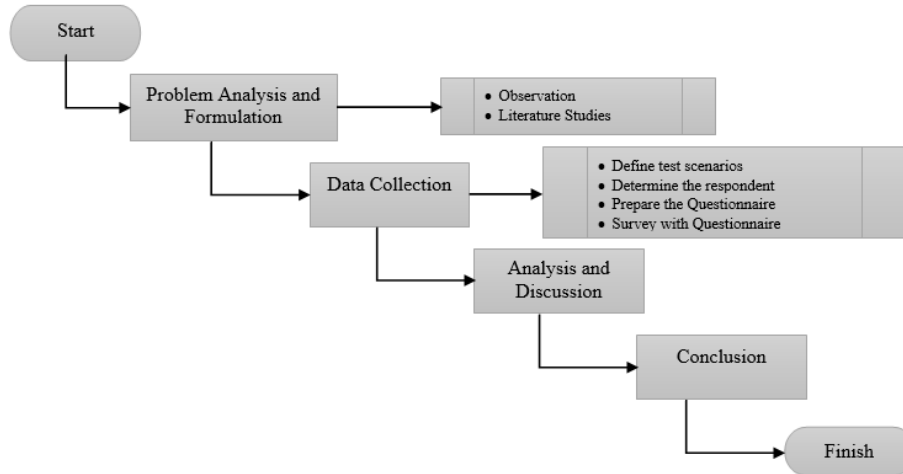 Start
Problem Analysis and
Formulation
• Observation
• Literature Studies
Data Collection
• Define test scenarios
• Determine the respondent
• Prepare the Questionnaire
• Survey with Questionnaire
Analysis and
Discussion
Conclusion
Finish